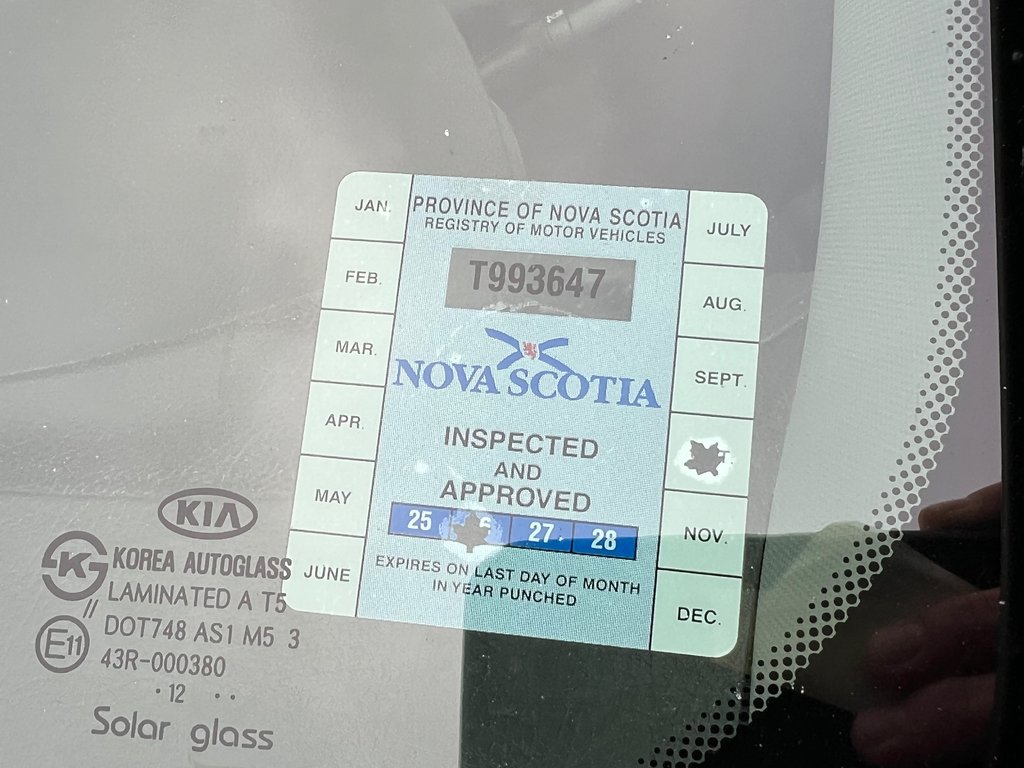 JAN.
FEB.
MAR.
APR.
MAY
JUNE
PROVINCE OF NOVA SCOTIA
REGISTRY OF MOTOR VEHICLES
T993647
NOVA SCOTIA
INSPECTED
AND
APPROVED
25 27 28
EXPIRES ON LAST DAY OF MONTH
IN YEAR PUNCHED
JULY
AUG.
SEPT.
NOV.
DEC.
KIA
K KOREA AUTOGLASS
// LAMINATED A T5
E11 DOT748 AS1 M5 3
43R-000380
· 12 · ·
Solar glass